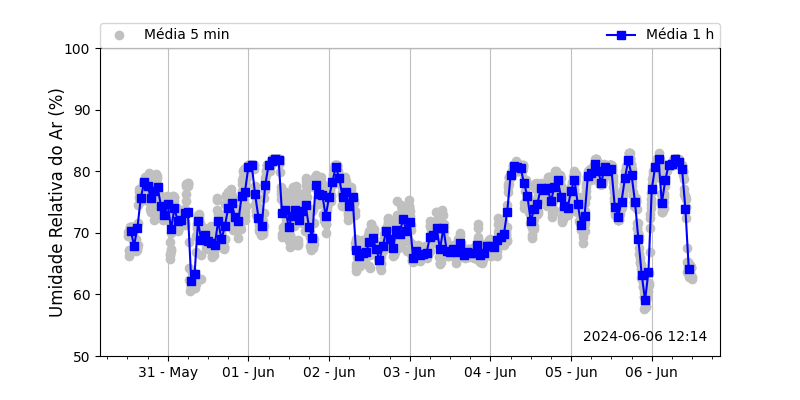 Média 5 min Média 1 h
Umidade Relativa do Ar (%)
100
90
80
70
60
50
2024-06-06 12:14
31 - May 01 - Jun 02 - Jun 03 - Jun 04 - Jun 05 - Jun 06 - Jun